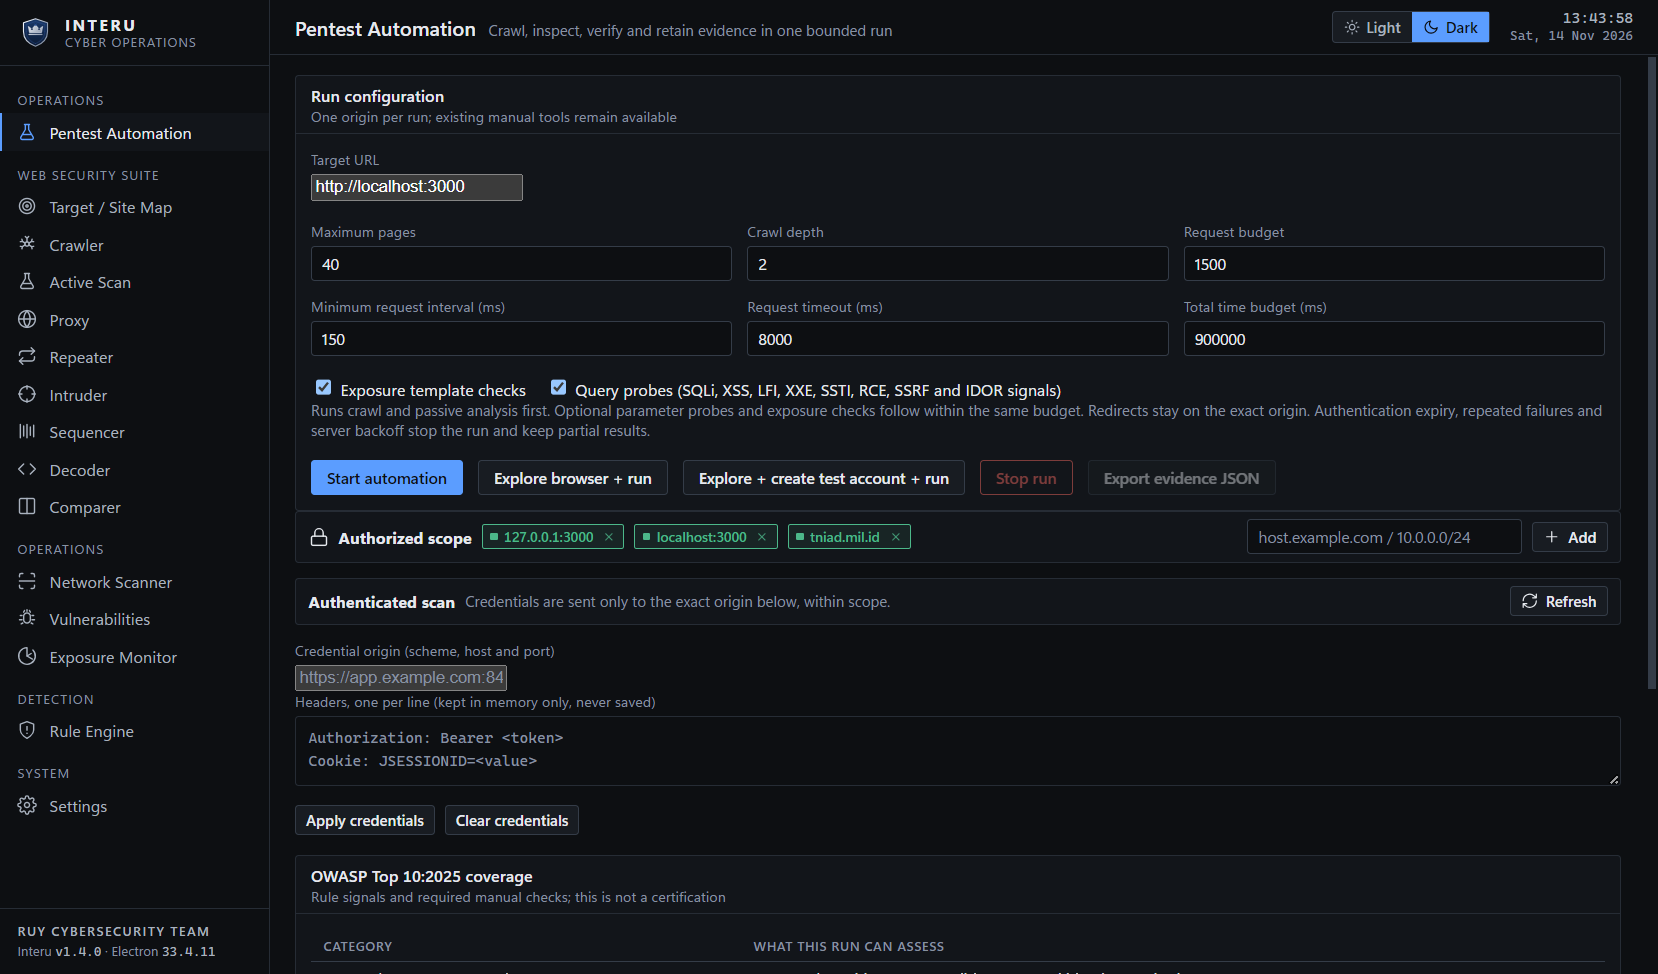 INTERU
CYBER OPERATIONS
Pentest Automation
Crawl, inspect, verify and retain evidence in one bounded run
Light
Dark
13:43:58
Sat, 14 Nov 2026
OPERATIONS
Pentest Automation
WEB SECURITY SUITE
Target / Site Map
Crawler
Active Scan
Proxy
Repeater
Intruder
Sequencer
Decoder
Comparer
OPERATIONS
Network Scanner
Vulnerabilities
Exposure Monitor
DETECTION
Rule Engine
SYSTEM
Settings
RUY CYBERSECURITY TEAM
Interu v1.4.0 · Electron 33.4.11
Run configuration
One origin per run; existing manual tools remain available
Target URL
http://localhost:3000
Maximum pages
40
Crawl depth
2
Request budget
1500
Minimum request interval (ms)
150
Request timeout (ms)
8000
Total time budget (ms)
900000
Exposure template checks
Query probes (SQLi, XSS, LFI, XXE, SSTI, RCE, SSRF and IDOR signals)
Runs crawl and passive analysis first. Optional parameter probes and exposure checks follow within the same budget. Redirects stay on the exact origin. Authentication expiry, repeated failures and
server backoff stop the run and keep partial results.
Start automation
Explore browser + run
Explore + create test account + run
Stop run
Export evidence JSON
Authorized scope
127.0.0.1:3000 ×
localhost:3000 ×
tniad.mil.id ×
host.example.com / 10.0.0.0/24
+ Add
Authenticated scan
Credentials are sent only to the exact origin below, within scope.
Refresh
Credential origin (scheme, host and port)
https://app.example.com:84
Headers, one per line (kept in memory only, never saved)
Authorization: Bearer <token>
Cookie: JSESSIONID=<value>
Apply credentials
Clear credentials
OWASP Top 10:2025 coverage
Rule signals and required manual checks; this is not a certification
CATEGORY
WHAT THIS RUN CAN ASSESS